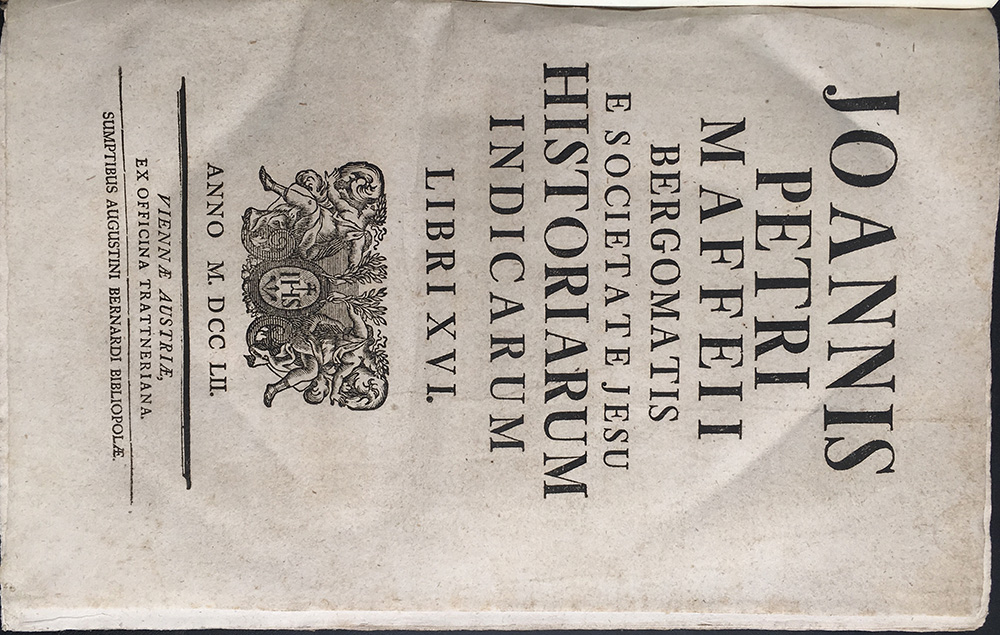 JOANNIS
PETRI
MAFFEII
BERGOMATIS
E SOCIETATE JESU
HISTORIARUM
INDICARUM
LIBRI XVI.
IHS
ANNO M. DCC LII.
VIENNÆ AUSTRIÆ,
EX OFFICINA TRATTNERIANA.
SUMPTIBUS AUGUSTINI BERNARDI BIBLIOPOLÆ.